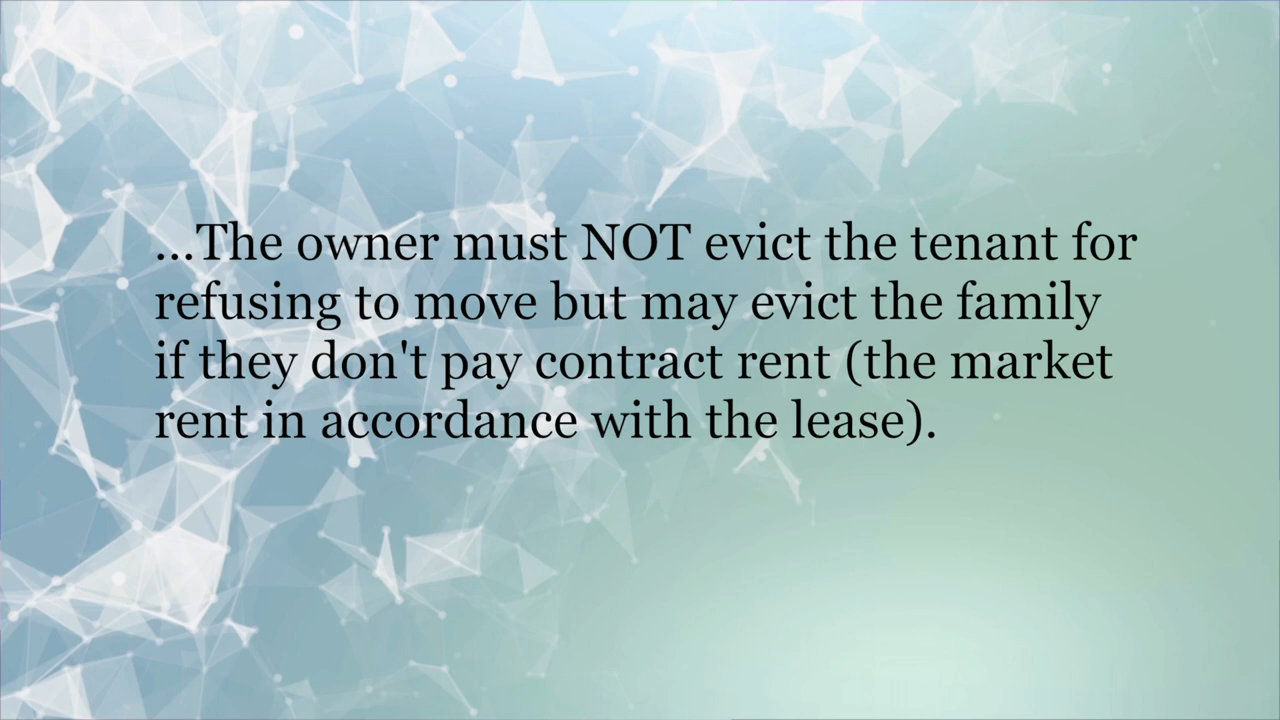 ...The owner must NOT evict the tenant for
refusing to move but may evict the family
if they don't pay contract rent (the market
rent in accordance with the lease).